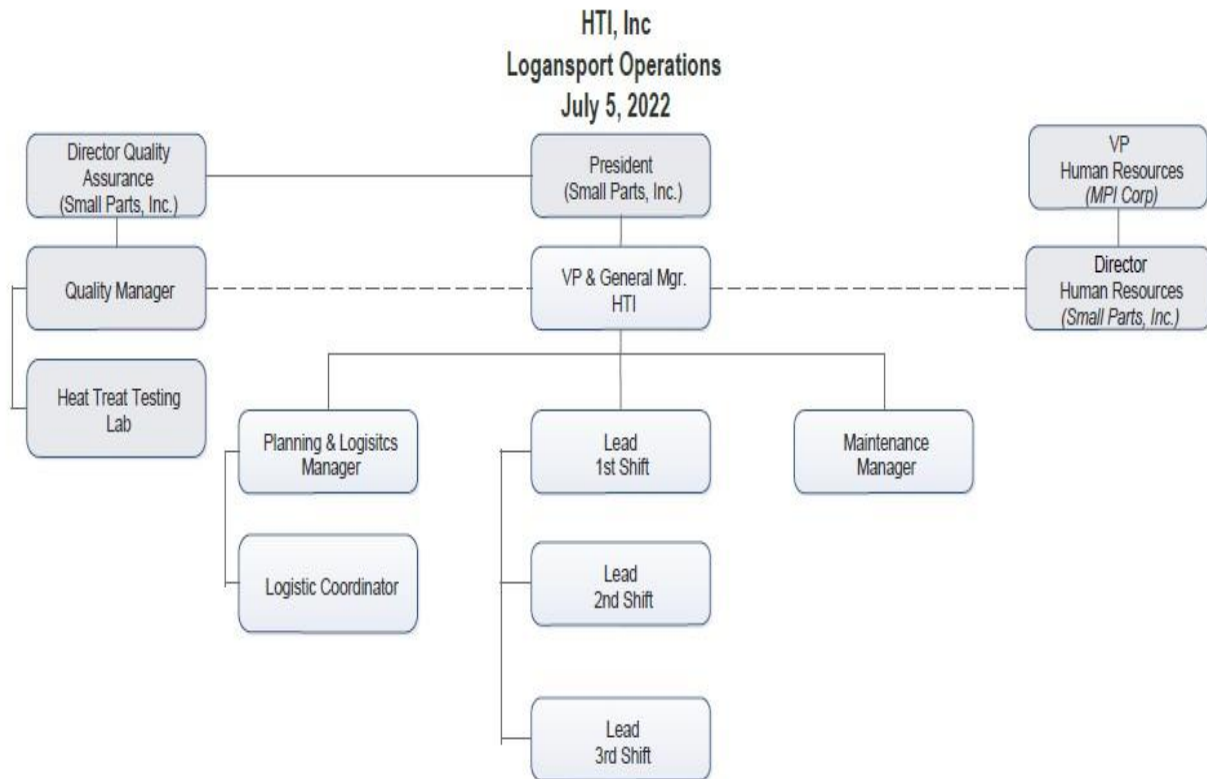 HTI, Inc
Logansport Operations
July 5, 2022
Director Quality
Assurance
(Small Parts, Inc.)
President
(Small Parts, Inc.)
VP
Human Resources
(MPI Corp)
Quality Manager
VP & General Mgr.
HTI
Director
Human Resources
(Small Parts, Inc.)
Heat Treat Testing
Lab
Planning & Logisitcs
Manager
Lead
1st Shift
Maintenance
Manager
Logistic Coordinator
Lead
2nd Shift
Lead
3rd Shift